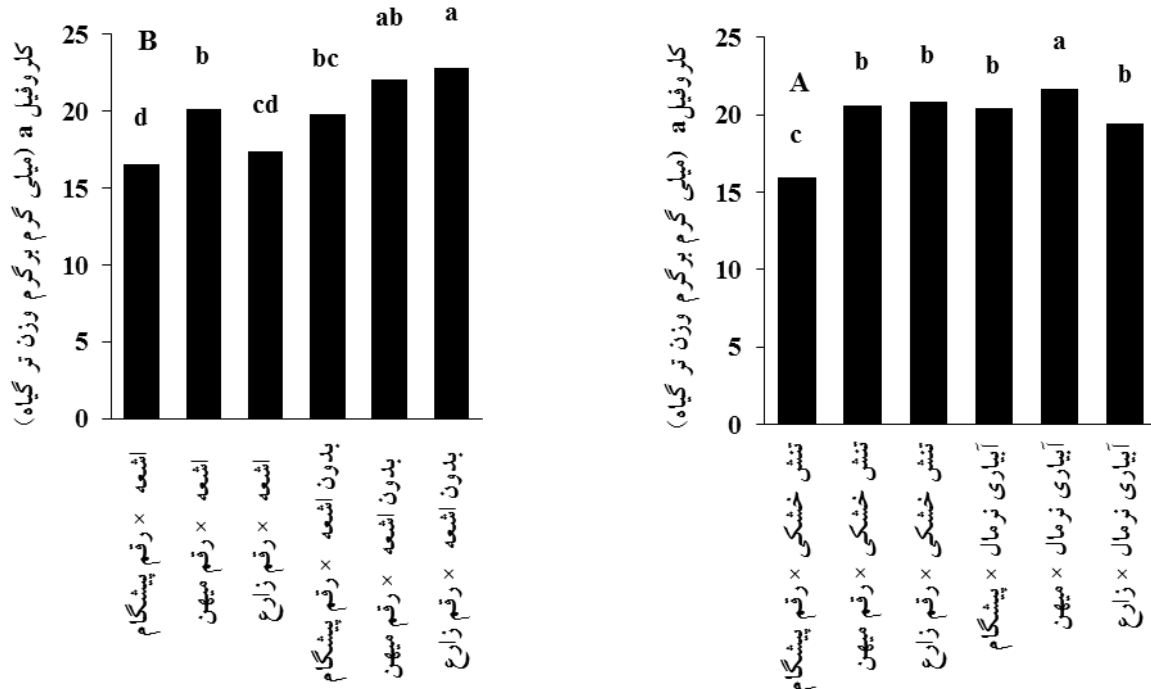 B
کلروفیل a (میلی گرم برگرم وزن تر گیاه)
25
20
15
10
5
0
d
b
cd
bc
ab
a
اشعه × رقم پیشگام
اشعه × رقم میهن
اشعه × رقم زارع
بدون اشعه × رقم پیشگام
بدون اشعه × رقم میهن
بدون اشعه × رقم زارع
A
کلروفیل a (میلی گرم برگرم وزن تر گیاه)
25
20
15
10
5
0
c
b
b
b
a
b
تنش خشکی × رقم پیشگام
تنش خشکی × رقم میهن
تنش خشکی × رقم زارع
آبیاری نرمال × پیشگام
آبیاری نرمال × میهن
آبیاری نرمال × زارع